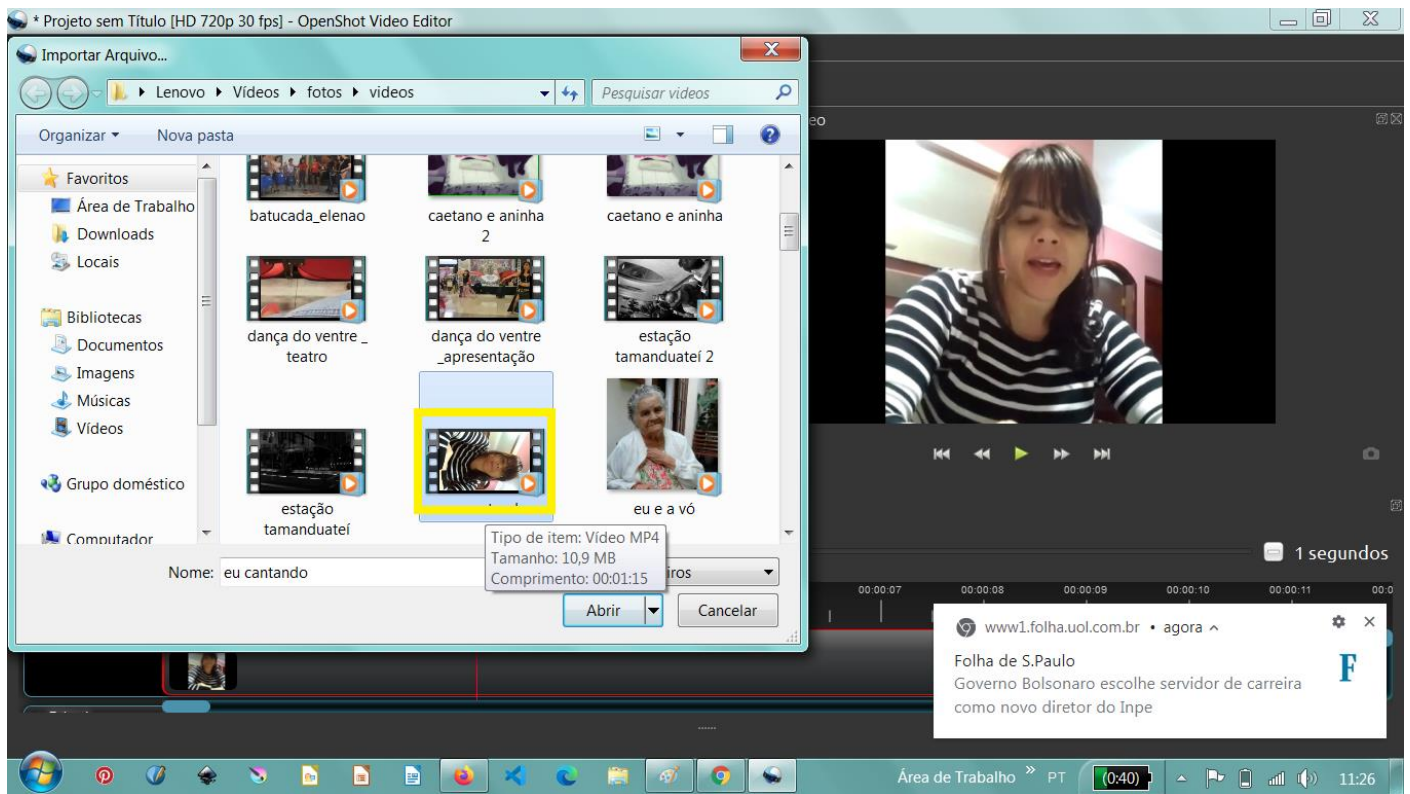 * Projeto sem Título [HD 720p 30 fps] - OpenShot Video Editor
Importar Arquivo...
Lenovo Vídeos fotos videos
Pesquisar videos
Organizar Nova pasta
Favoritos
Área de Trabalho
Downloads
Locais
Bibliotecas
Documentos
Imagens
Músicas
Vídeos
Grupo doméstico
Computador
batucada_elenao
caetano e aninha
2
caetano e aninha
dança do ventre _
teatro
dança do ventre
_apresentação
estação
tamanduateí 2
estação
tamanduateí
eu e a vó
Tipo de item: Vídeo MP4
Tamanho: 10,9 MB
Comprimento: 00:01:15
Nome: eu cantando
iros
Abrir
Cancelar
eo
1 segundos
00:00:07 00:00:08 00:00:09 00:00:10 00:00:11 00:0
www1.folha.uol.com.br • agora
Folha de S.Paulo
Governo Bolsonaro escolhe servidor de carreira
como novo diretor do Inpe
F
Área de Trabalho » PT (0:40) 11:26